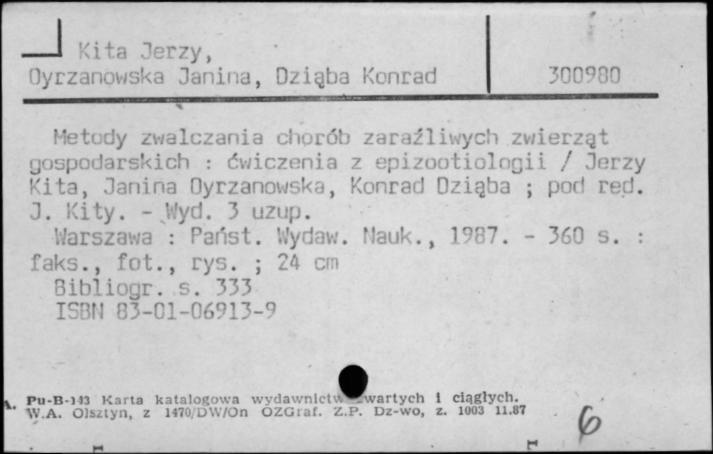 Kita Jerzy,
Dyrzanowska Janina, Dziąba Konrad 300980
Metody zwalczania chorób zaraźliwych zwierząt
gospodarskich : ćwiczenia z epizootiologii / Jerzy
Kita, Janina Dyrzanowska, Konrad Dziąba ; pod red.
J. Kity. - Wyd. 3 uzup.
Warszawa : Państ. Wydaw. Nauk., 1987. - 360 s. :
faks., fot., rys. ; 24 cm
Bibliogr. s. 333
ISBN 83-01-06913-9
Pu-B-143 Karta katalogowa wydawnictw zwartych i ciągłych.
W.A. Olsztyn, z 1470/DW/On OZGraf. Z.P. Dz-wo, z. 1003 11.87
6